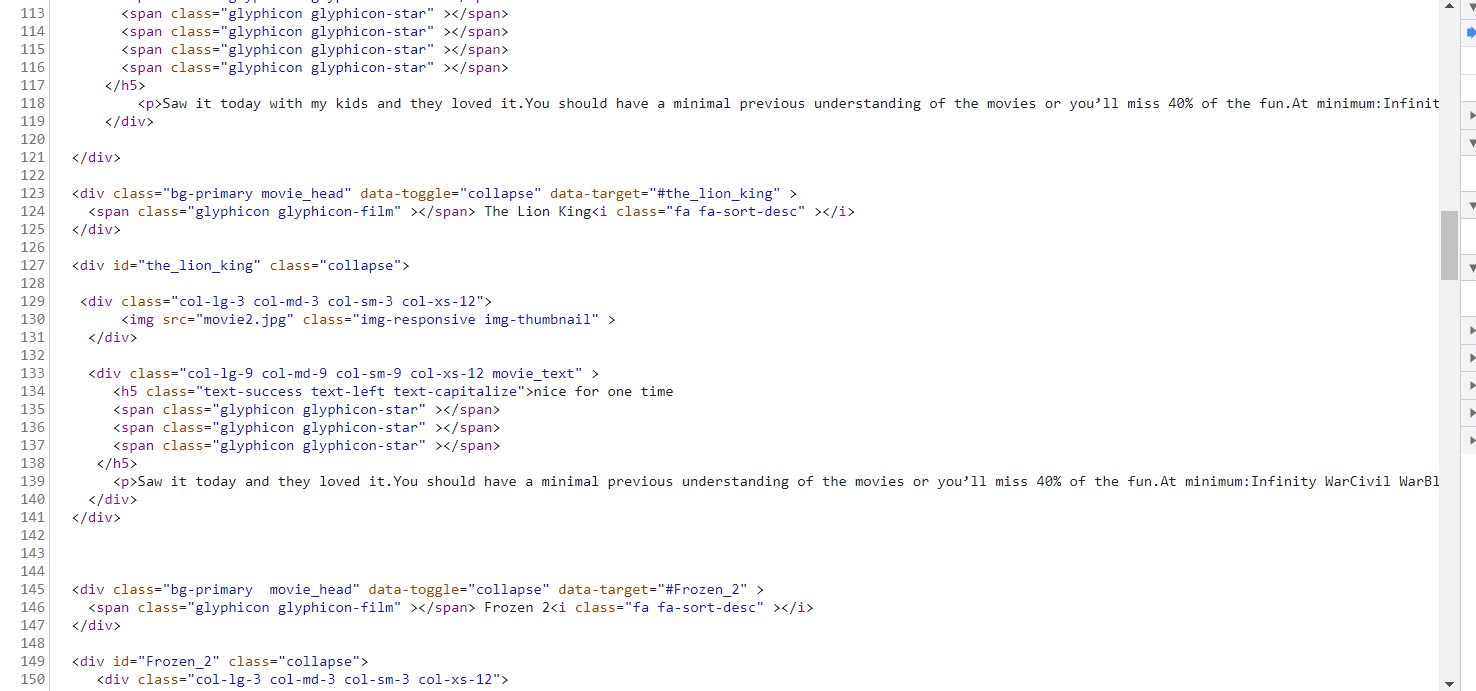 113 <span class="glyphicon glyphicon-star" ></span>
114 <span class="glyphicon glyphicon-star" ></span>
115 <span class="glyphicon glyphicon-star" ></span>
116 <span class="glyphicon glyphicon-star" ></span>
117 </h5>
118 <p>Saw it today with my kids and they loved it.You should have a minimal previous understanding of the movies or you’ll miss 40% of the fun.At minimum:Infinit
119 </div>
120
121 </div>
122
123 <div class="bg-primary movie_head" data-toggle="collapse" data-target="#the_lion_king" >
124 <span class="glyphicon glyphicon-film" ></span> The Lion King<i class="fa fa-sort-desc" ></i>
125 </div>
126
127 <div id="the_lion_king" class="collapse">
128
129 <div class="col-lg-3 col-md-3 col-sm-3 col-xs-12">
130 <img src="movie2.jpg" class="img-responsive img-thumbnail" >
131 </div>
132
133 <div class="col-lg-9 col-md-9 col-sm-9 col-xs-12 movie_text" >
134 <h5 class="text-success text-left text-capitalize">nice for one time
135 <span class="glyphicon glyphicon-star" ></span>
136 <span class="glyphicon glyphicon-star" ></span>
137 <span class="glyphicon glyphicon-star" ></span>
138 </h5>
139 <p>Saw it today and they loved it.You should have a minimal previous understanding of the movies or you’ll miss 40% of the fun.At minimum:Infinity WarCivil WarBl
140 </div>
141 </div>
142
143
144
145 <div class="bg-primary  movie_head" data-toggle="collapse" data-target="#Frozen_2" >
146 <span class="glyphicon glyphicon-film" ></span> Frozen 2<i class="fa fa-sort-desc" ></i>
147 </div>
148
149 <div id="Frozen_2" class="collapse">
150 <div class="col-lg-3 col-md-3 col-sm-3 col-xs-12">